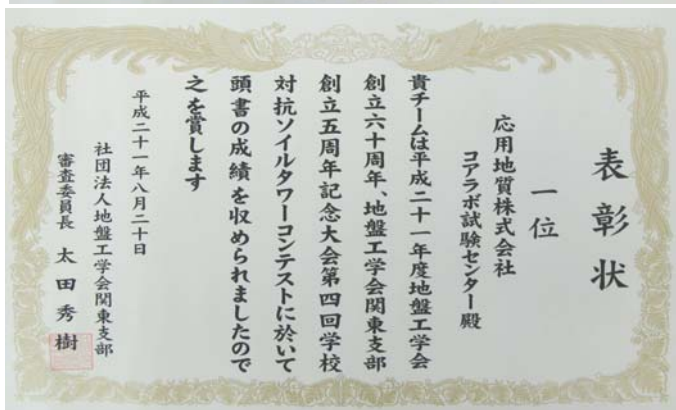 表彰状
一位
応用地質株式会社
コアラボ試験センター殿
貴チームは平成二十一年度地盤工学会
創立六十周年、地盤工学会関東支部
創立五周年記念大会第四回学校
対抗ソイルタワーコンテストに於いて
頭書の成績を収められましたので
之を賞します
平成二十一年八月二十日
社団法人地盤工学会関東支部
審査委員長 太田秀樹